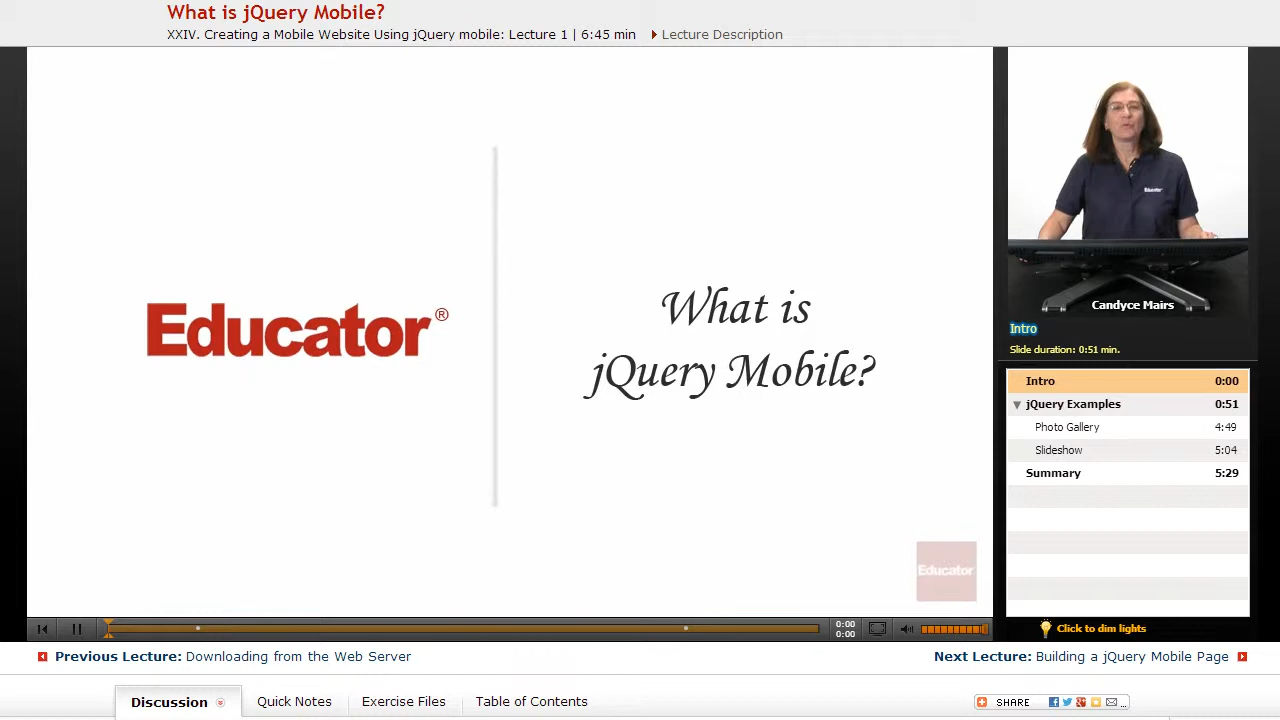 What is jQuery Mobile?
XXIV. Creating a Mobile Website Using jQuery mobile: Lecture 1 | 6:45 min Lecture Description
Educator®
What is
jQuery Mobile?
Educator
Educator
Candyce Mairs
Intro
Slide duration: 0:51 min.
Intro 0:00
jQuery Examples 0:51
Photo Gallery 4:49
Slideshow 5:04
Summary 5:29
0:00
0:00
Click to dim lights
Previous Lecture: Downloading from the Web Server
Next Lecture: Building a jQuery Mobile Page
Discussion Quick Notes Exercise Files Table of Contents
SHARE